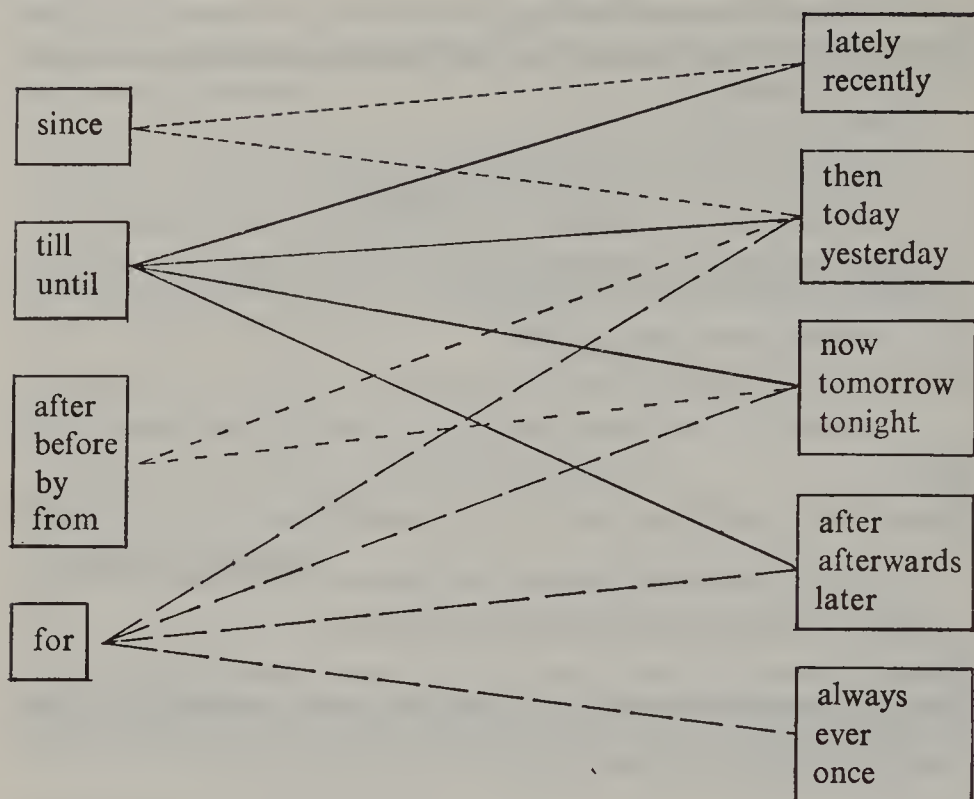 since
till
until
after
before
by
from
for
lately
recently
then
today
yesterday
now
tomorrow
tonight
after
afterwards
later
always
ever
once